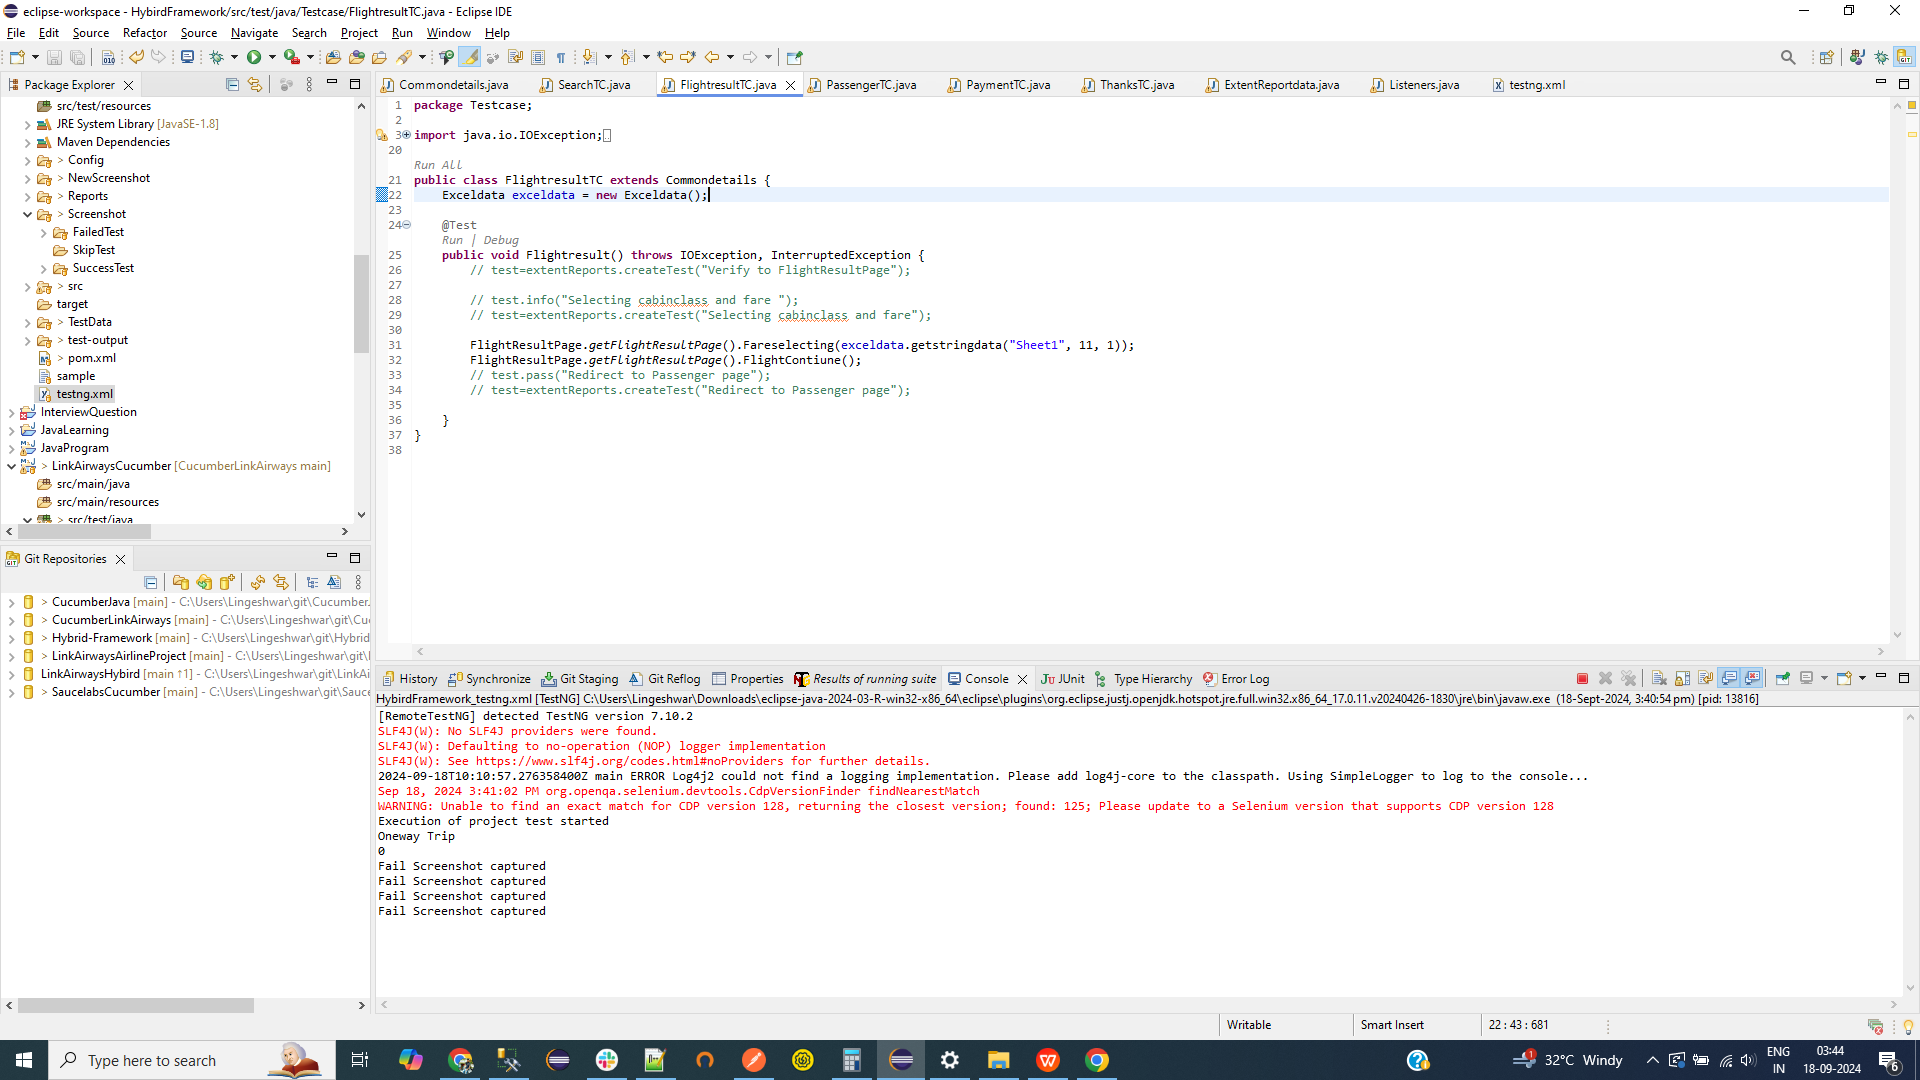 eclipse-workspace - HybirdFramework/src/test/java/Testcase/FlightresultTC.java - Eclipse IDE
File Edit Source Refactor Source Navigate Search Project Run Window Help
Package Explorer
src/test/resources
JRE System Library [JavaSE-1.8]
Maven Dependencies
> Config
> NewScreenshot
> Reports
> Screenshot
> FailedTest
SkipTest
> SuccessTest
> src
target
> TestData
> test-output
> pom.xml
sample
testng.xml
InterviewQuestion
JavaLearning
JavaProgram
> LinkAirwaysCucumber [CucumberLinkAirways main]
src/main/java
src/main/resources
> src/test/java
Git Repositories
> CucumberJava [main] - C:\Users\Lingeshwar\git\Cucumber
> CucumberLinkAirways [main] - C:\Users\Lingeshwar\git\Cu
> Hybrid-Framework [main] - C:\Users\Lingeshwar\git\Hybrid
> LinkAirwaysAirlineProject [main] - C:\Users\Lingeshwar\git\
LinkAirwaysHybird [main ↑1] - C:\Users\Lingeshwar\git\LinkAi
> SaucelabsCucumber [main] - C:\Users\Lingeshwar\git\Sauce
Commondetails.java SearchTC.java FlightresultTC.java PassengerTC.java PaymentTC.java ThanksTC.java ExtentReportdata.java Listeners.java testng.xml
1 package Testcase;
2
3 import java.io.IOException;
20
Run All
21 public class FlightresultTC extends Commondetails {
22 Exceldata exceldata = new Exceldata();
23
24 @Test
Run | Debug
25 public void Flightresult() throws IOException, InterruptedException {
26 // test=extentReports.createTest("Verify to FlightResultPage");
27
28 // test.info("Selecting cabinclass and fare ");
29 // test=extentReports.createTest("Selecting cabinclass and fare");
30
31 FlightResultPage.getFlightResultPage().Fareselecting(exceldata.getstringdata("Sheet1", 11, 1));
32 FlightResultPage.getFlightResultPage().FlightContiune();
33 // test.pass("Redirect to Passenger page");
34 // test=extentReports.createTest("Redirect to Passenger page");
35
36 }
37 }
38
History Synchronize Git Staging Git Reflog Properties Results of running suite Console JUnit Type Hierarchy Error Log
HybirdFramework_testng.xml [TestNG] C:\Users\Lingeshwar\Downloads\eclipse-java-2024-03-R-win32-x86_64\eclipse\plugins\org.eclipse.justj.openjdk.hotspot.jre.full.win32.x86_64_17.0.11.v20240426-1830\jre\bin\javaw.exe (18-Sept-2024, 3:40:54 pm) [pid: 13816]
[RemoteTestNG] detected TestNG version 7.10.2
SLF4J(W): No SLF4J providers were found.
SLF4J(W): Defaulting to no-operation (NOP) logger implementation
SLF4J(W): See https://www.slf4j.org/codes.html#noProviders for further details.
2024-09-18T10:10:57.276358400Z main ERROR Log4j2 could not find a logging implementation. Please add log4j-core to the classpath. Using SimpleLogger to log to the console...
Sep 18, 2024 3:41:02 PM org.openqa.selenium.devtools.CdpVersionFinder findNearestMatch
WARNING: Unable to find an exact match for CDP version 128, returning the closest version; found: 125; Please update to a Selenium version that supports CDP version 128
Execution of project test started
Oneway Trip
0
Fail Screenshot captured
Fail Screenshot captured
Fail Screenshot captured
Fail Screenshot captured
Writable Smart Insert 22 : 43 : 681
Type here to search
32°C Windy
ENG
IN
03:44
18-09-2024
6